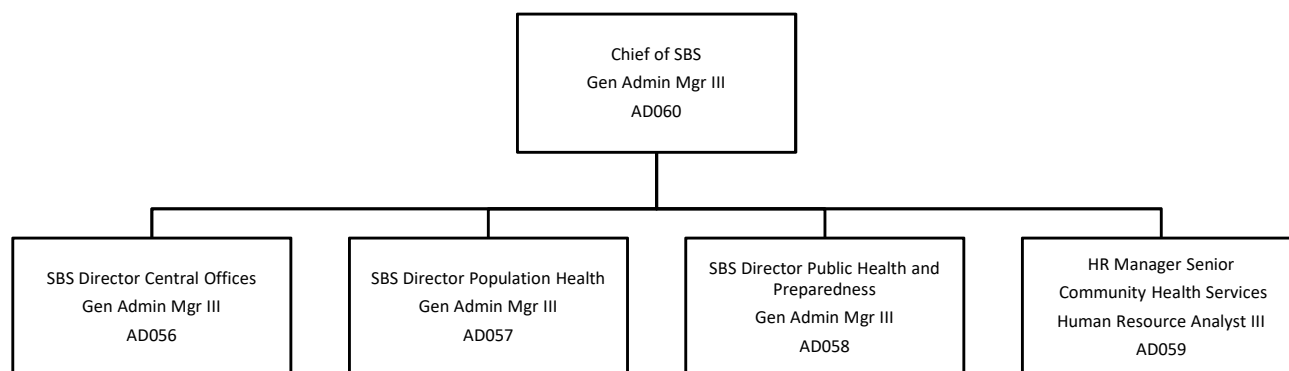 Chief of SBS
Gen Admin Mgr III
AD060
SBS Director Central Offices
Gen Admin Mgr III
AD056
SBS Director Population Health
Gen Admin Mgr III
AD057
SBS Director Public Health and
Preparedness
Gen Admin Mgr III
AD058
HR Manager Senior
Community Health Services
Human Resource Analyst III
AD059